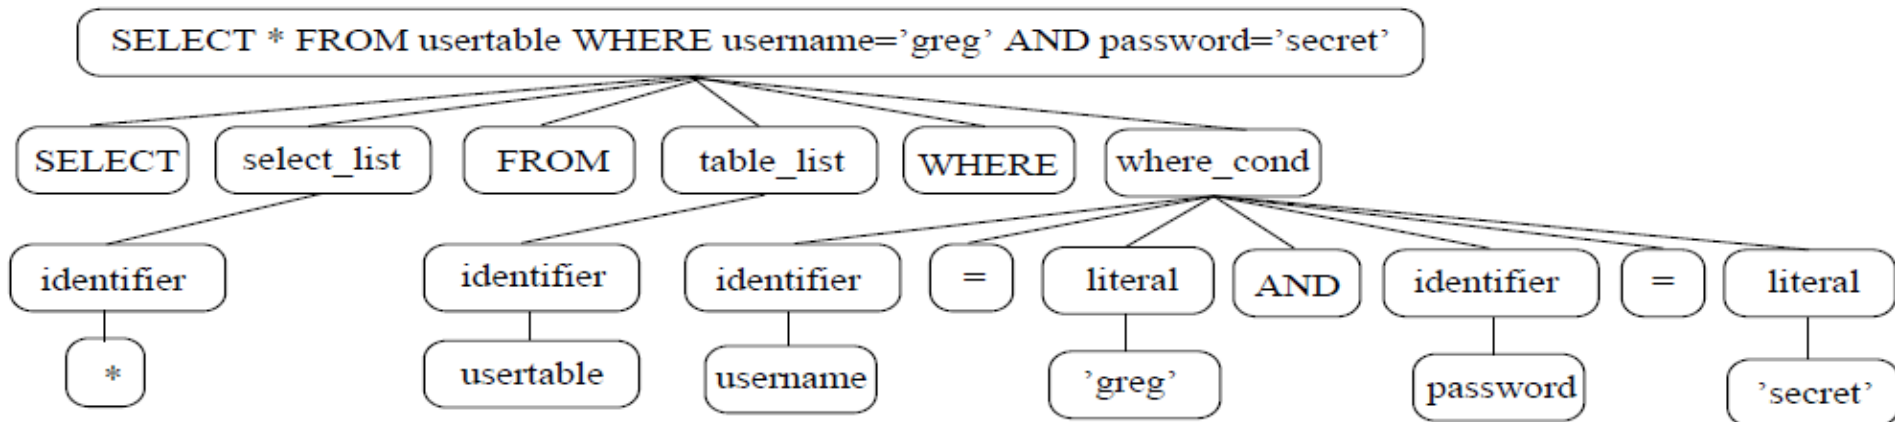 SELECT * FROM usertable WHERE username=’greg’ AND password=’secret’
SELECT select_list FROM table_list WHERE where_cond
identifier identifier identifier = literal AND identifier = literal
* usertable username ’greg’ password ’secret’